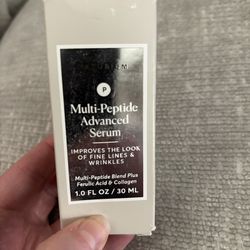 P
Multi-Peptide
Advanced
Serum
IMPROVES THE LOOK
OF FINE LINES &
WRINKLES
Multi-Peptide Blend Plus
Ferulic Acid & Collagen
1.0 FL OZ / 30 ML